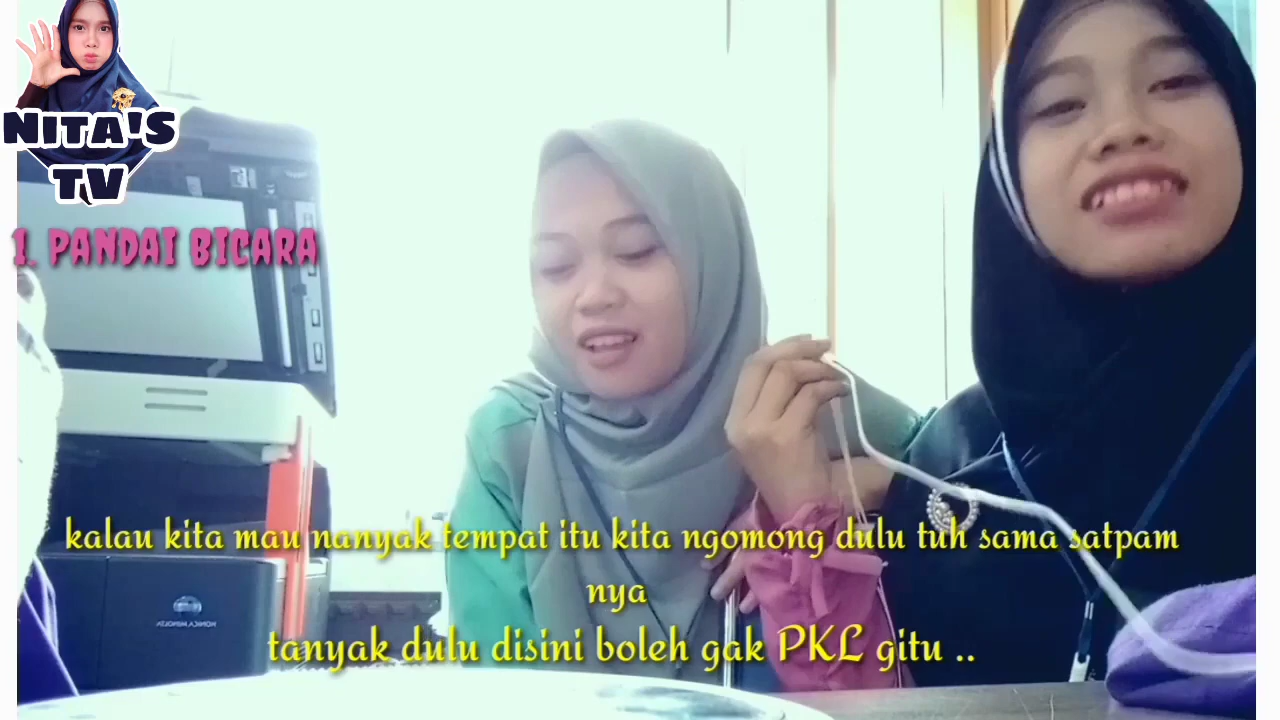 NITA'S
TV
1. PANDAI BICARA
KONICA MINOLTA
kalau kita mau nanyak tempat itu kita ngomong dulu tuh sama satpam
nya
tanyak dulu disini boleh gak PKL gitu ..